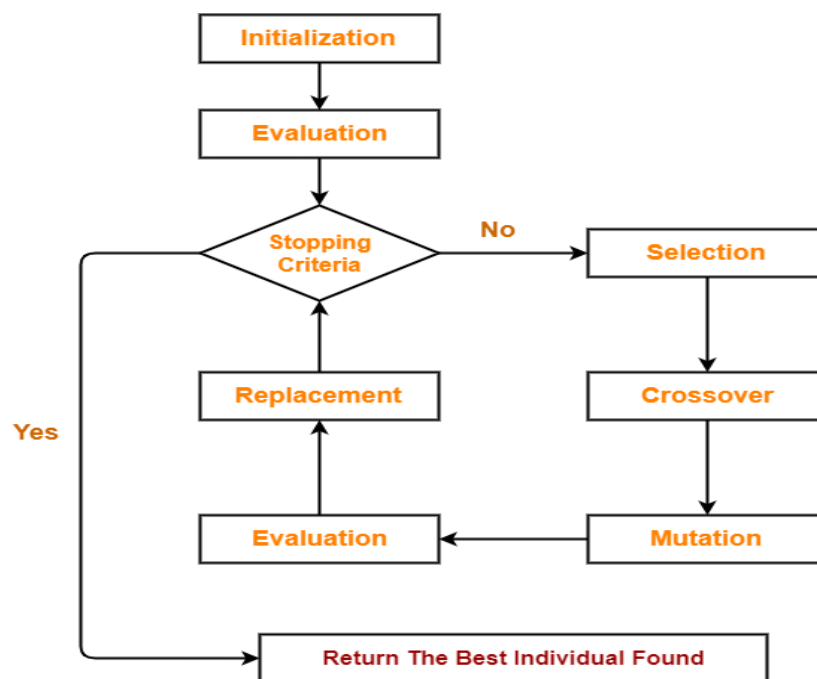 Initialization
Evaluation
Stopping
Criteria
No
Selection
Replacement
Crossover
Yes
Evaluation
Mutation
Return The Best Individual Found